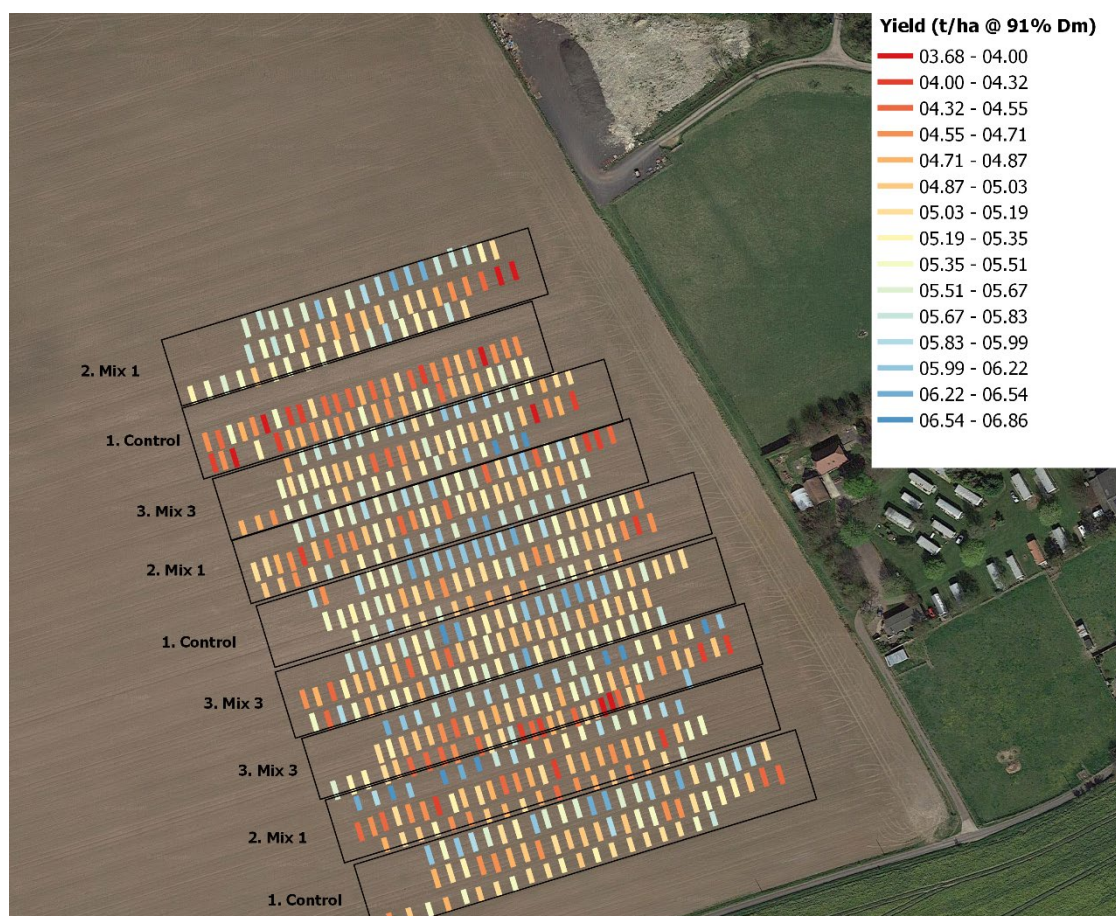 Yield (t/ha @ 91% Dm)
03.68 - 04.00
04.00 - 04.32
04.32 - 04.55
04.55 - 04.71
04.71 - 04.87
04.87 - 05.03
05.03 - 05.19
05.19 - 05.35
05.35 - 05.51
05.51 - 05.67
05.67 - 05.83
05.83 - 05.99
05.99 - 06.22
06.22 - 06.54
06.54 - 06.86
2. Mix 1
1. Control
3. Mix 3
2. Mix 1
1. Control
3. Mix 3
3. Mix 3
2. Mix 1
1. Control